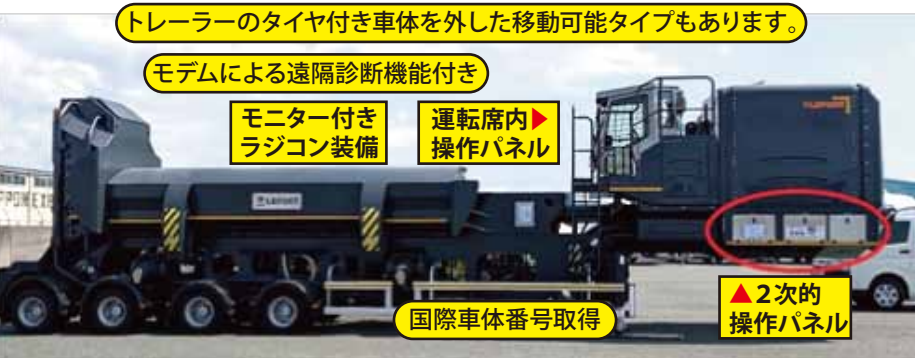 トレーラーのタイヤ付き車体を外した移動可能タイプもあります。
モデムによる遠隔診断機能付き
モニター付き
ラジコン装備
運転席内▶
操作パネル
LEFORT
国際車体番号取得
▲2次的
操作パネル